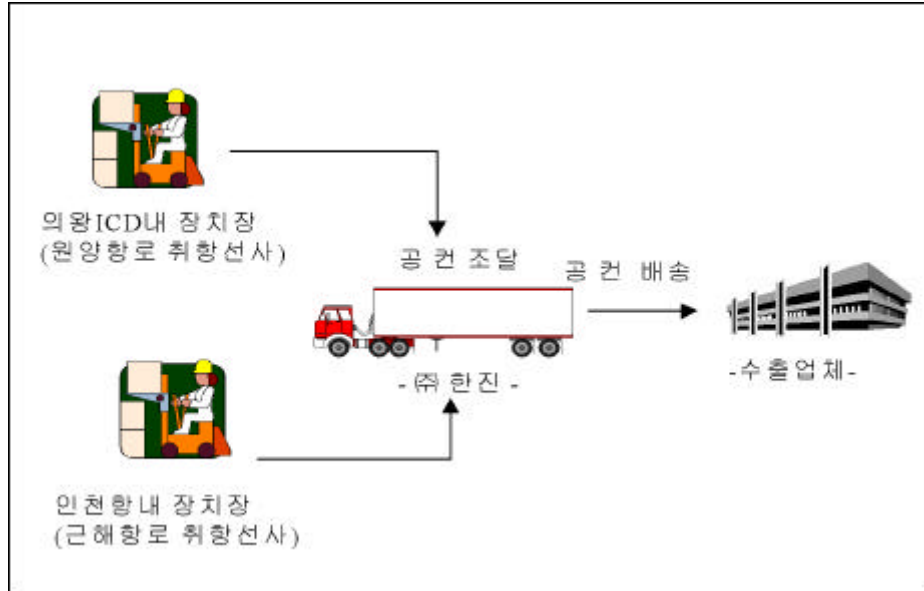 의왕ICD내 장치장
(원양항로 취항선사)
공컨조달
공컨 배송
-㈜한진-
-수출업체-
인천항내 장치장
(근해항로 취항선사)